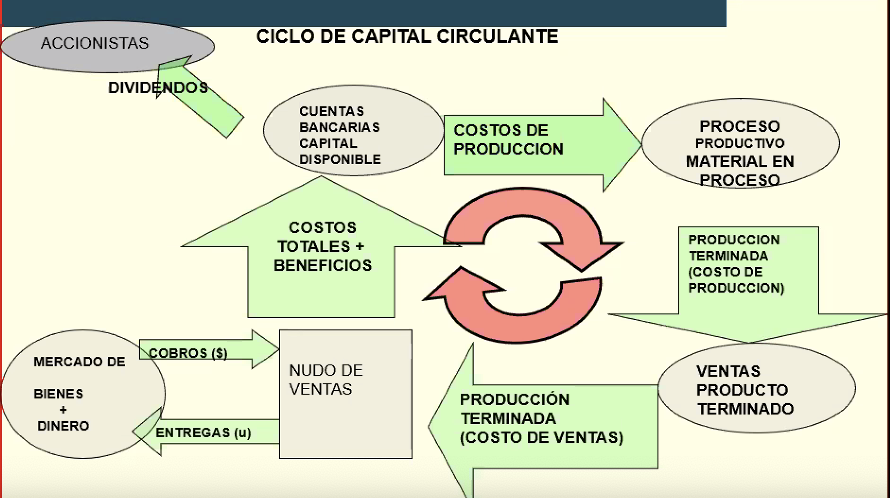 CICLO DE CAPITAL CIRCULANTE
ACCIONISTAS
DIVIDENDOS
CUENTAS
BANCARIAS
CAPITAL
DISPONIBLE
COSTOS DE
PRODUCCION
PROCESO
PRODUCTIVO
MATERIAL EN
PROCESO
COSTOS
TOTALES +
BENEFICIOS
PRODUCCION
TERMINADA
(COSTO DE
PRODUCCION)
MERCADO DE
BIENES
+
DINERO
COBROS ($)
ENTREGAS (u)
NUDO DE
VENTAS
PRODUCCIÓN
TERMINADA
(COSTO DE VENTAS)
VENTAS
PRODUCTO
TERMINADO